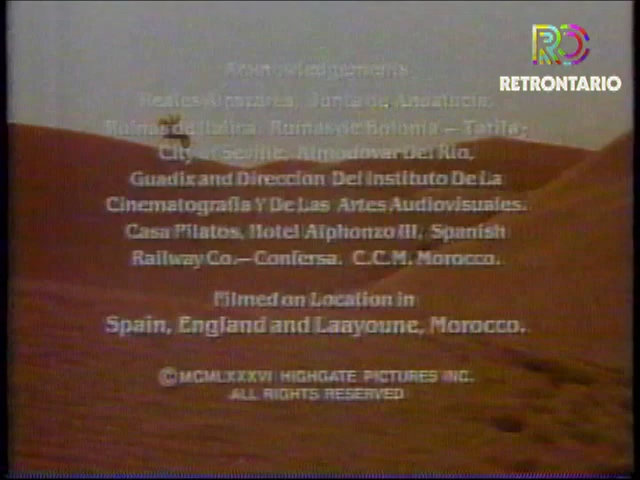 RO
RETRONTARIO
Acknowledgements
Reales Alcazares, Junta de Andalucia,
Ruinas de Italica, Ruinas de Bolonia — Tarifa;
City of Seville, Almodovar Del Rio,
Guadix and Direccion Del Instituto De La
Cinematografia Y De Las Artes Audiovisuales.
Casa Pilatos, Hotel Alphonzo III, Spanish
Railway Co.—Confersa. C.C.M. Morocco.
Filmed on Location in
Spain, England and Laayoune, Morocco.
©MCMLXXXVI HIGHGATE PICTURES INC.
ALL RIGHTS RESERVED